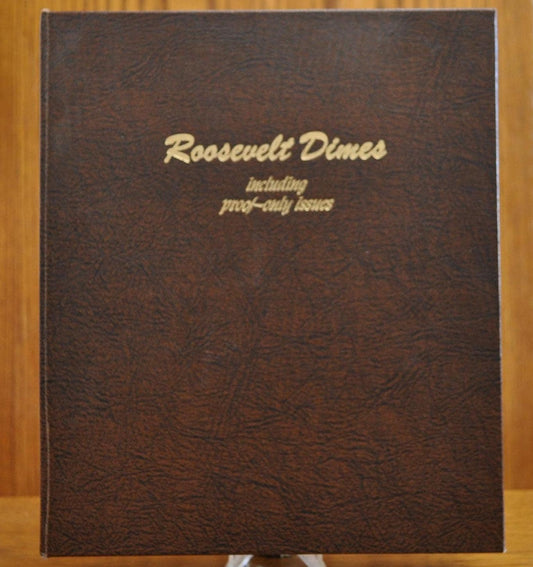 Roosevelt Dimes
including
proof-only issues